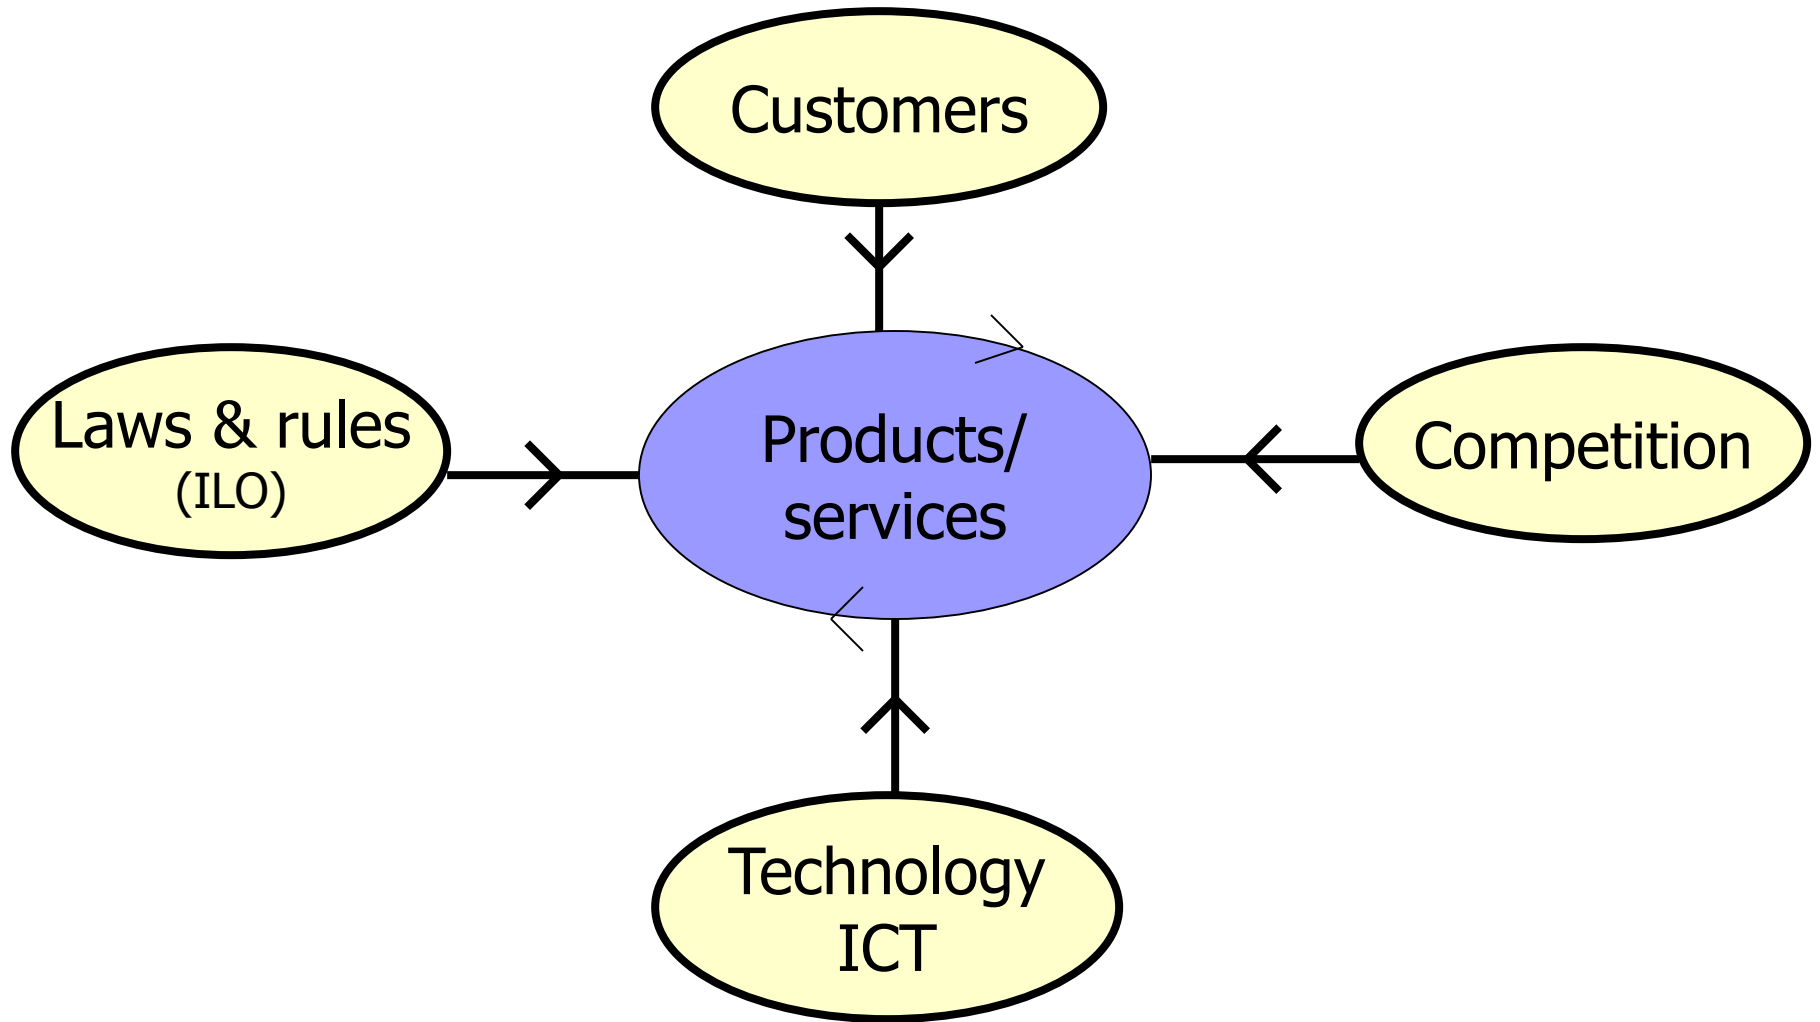 Customers
Laws & rules
(ILO)
Products/
services
Competition
Technology
ICT